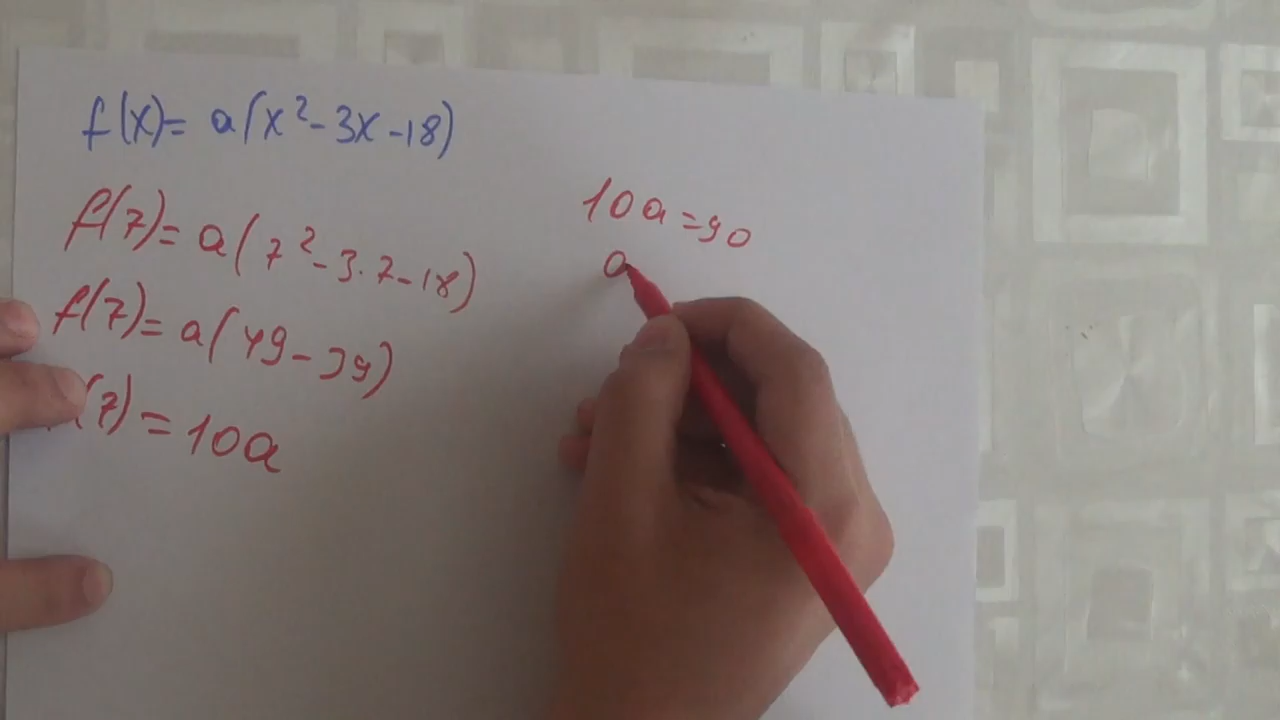 f(x)= a(x²-3x-18)
f(7)= a(7²-3.7-18)
f(7)= a(49-39)
(7) = 10a
10a=90
a